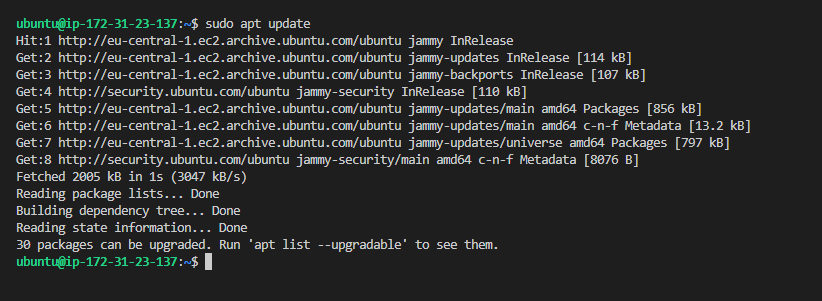 ubuntu@ip-172-31-23-137:~$ sudo apt update
Hit:1 http://eu-central-1.ec2.archive.ubuntu.com/ubuntu jammy InRelease
Get:2 http://eu-central-1.ec2.archive.ubuntu.com/ubuntu jammy-updates InRelease [114 kB]
Get:3 http://eu-central-1.ec2.archive.ubuntu.com/ubuntu jammy-backports InRelease [107 kB]
Get:4 http://security.ubuntu.com/ubuntu jammy-security InRelease [110 kB]
Get:5 http://eu-central-1.ec2.archive.ubuntu.com/ubuntu jammy-updates/main amd64 Packages [856 kB]
Get:6 http://eu-central-1.ec2.archive.ubuntu.com/ubuntu jammy-updates/main amd64 c-n-f Metadata [13.2 kB]
Get:7 http://eu-central-1.ec2.archive.ubuntu.com/ubuntu jammy-updates/universe amd64 Packages [797 kB]
Get:8 http://security.ubuntu.com/ubuntu jammy-security/main amd64 c-n-f Metadata [8076 B]
Fetched 2005 kB in 1s (3047 kB/s)
Reading package lists... Done
Building dependency tree... Done
Reading state information... Done
30 packages can be upgraded. Run 'apt list --upgradable' to see them.
ubuntu@ip-172-31-23-137:~$